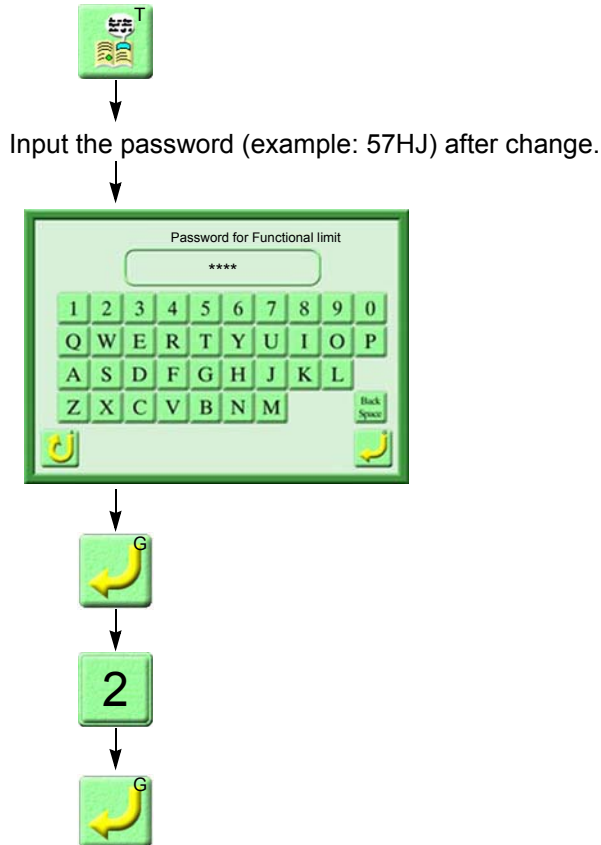 T
Input the password (example: 57HJ) after change.
Password for Functional limit
****
1 2 3 4 5 6 7 8 9 0
Q W E R T Y U I O P
A S D F G H J K L
Z X C V B N M Back
Space
G
2
G